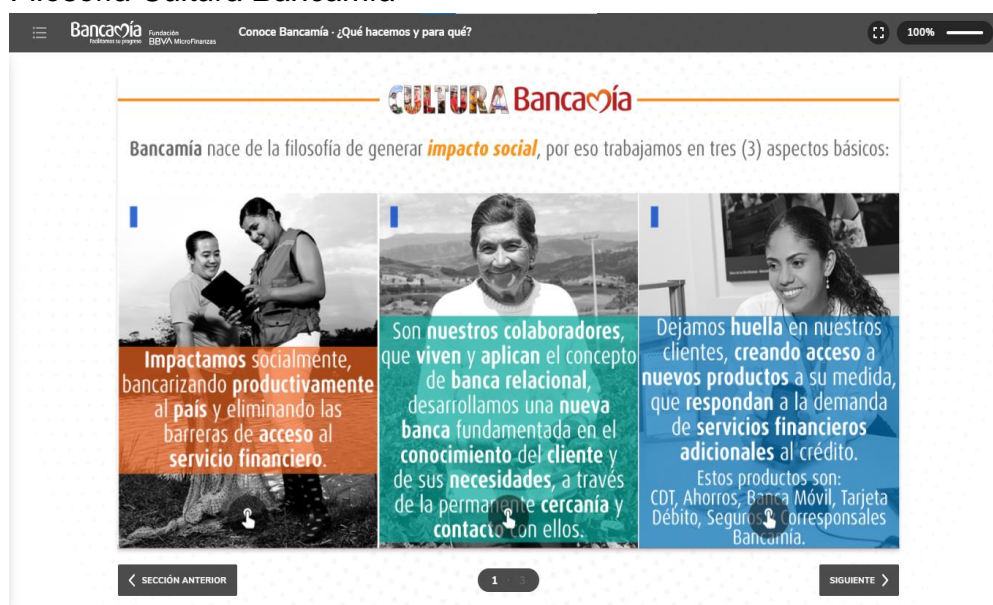 Filosofía Cultura Bancamía
Bancamía
Facilitamos su progreso
Fundación
BBVA MicroFinanzas
Conoce Bancamía - ¿Qué hacemos y para qué?
100%
CULTURA Bancamía
Bancamía nace de la filosofía de generar impacto social, por eso trabajamos en tres (3) aspectos básicos:
Impactamos socialmente,
bancarizando productivamente
al país y eliminando las
barreras de acceso al
servicio financiero.
Son nuestros colaboradores,
que viven y aplican el concepto
de banca relacional,
desarrollamos una nueva
banca fundamentada en el
conocimiento del cliente y
de sus necesidades, a través
de la permanente cercanía y
contacto con ellos.
Dejamos huella en nuestros
clientes, creando acceso a
nuevos productos a su medida,
que respondan a la demanda
de servicios financieros
adicionales al crédito.
Estos productos son:
CDT, Ahorros, Banca Móvil, Tarjeta
Débito, Seguros, Corresponsales
Bancamía.
SECCIÓN ANTERIOR
1
3
SIGUIENTE